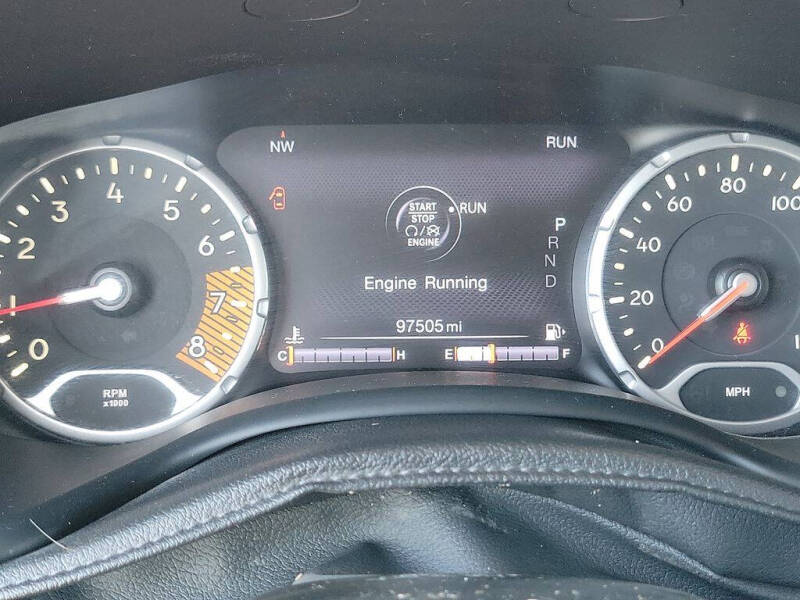 NW
RUN
START
STOP
RUN
ENGINE
P
R
N
D
Engine Running
97505 mi
C H
E F
0
1
2
3
4
5
6
7
8
RPM
x1000
0
20
40
60
80
100
MPH